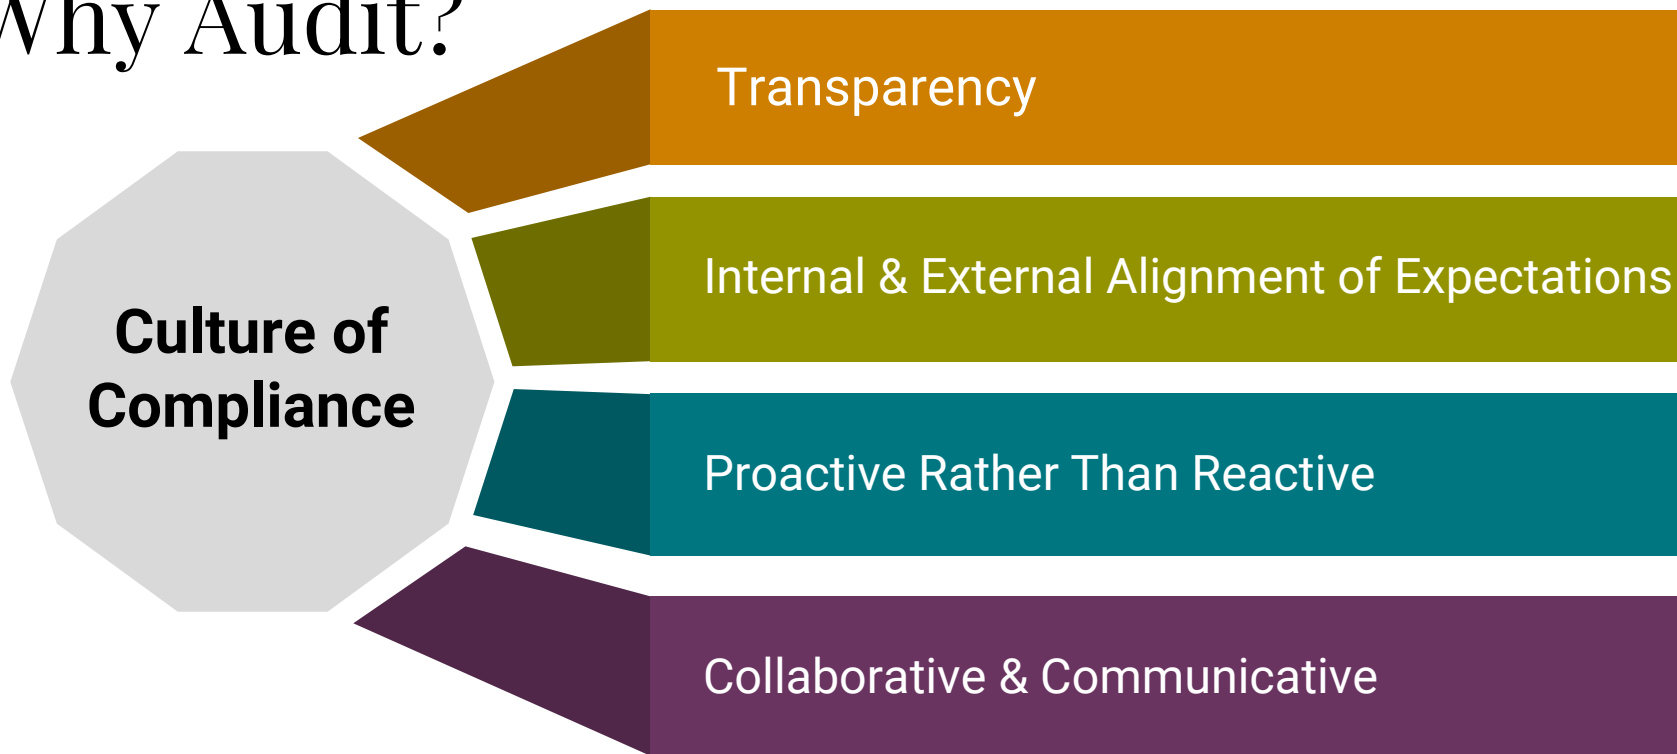 Why Audit?
Transparency
Internal & External Alignment of Expectations
Culture of
Compliance
Proactive Rather Than Reactive
Collaborative & Communicative